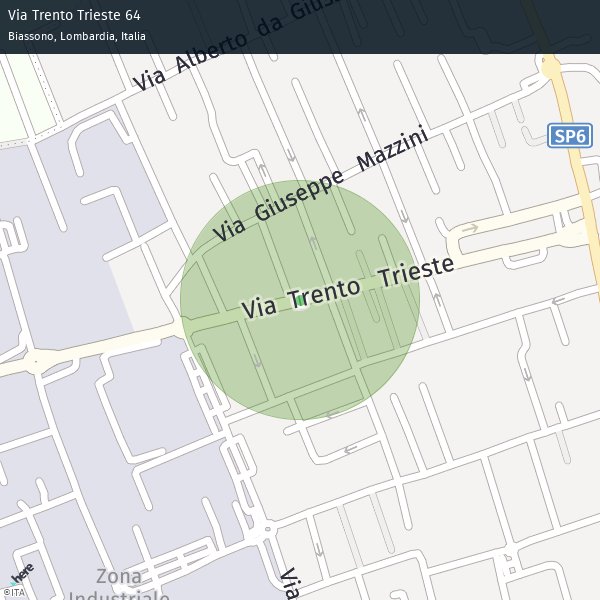 Via Trento Trieste 64
Biassono, Lombardia, Italia
Via Alberto da Giuss
SP6
Via Giuseppe Mazzini
Via Trento Trieste
Zona
Industriale
Via
here
©ITA